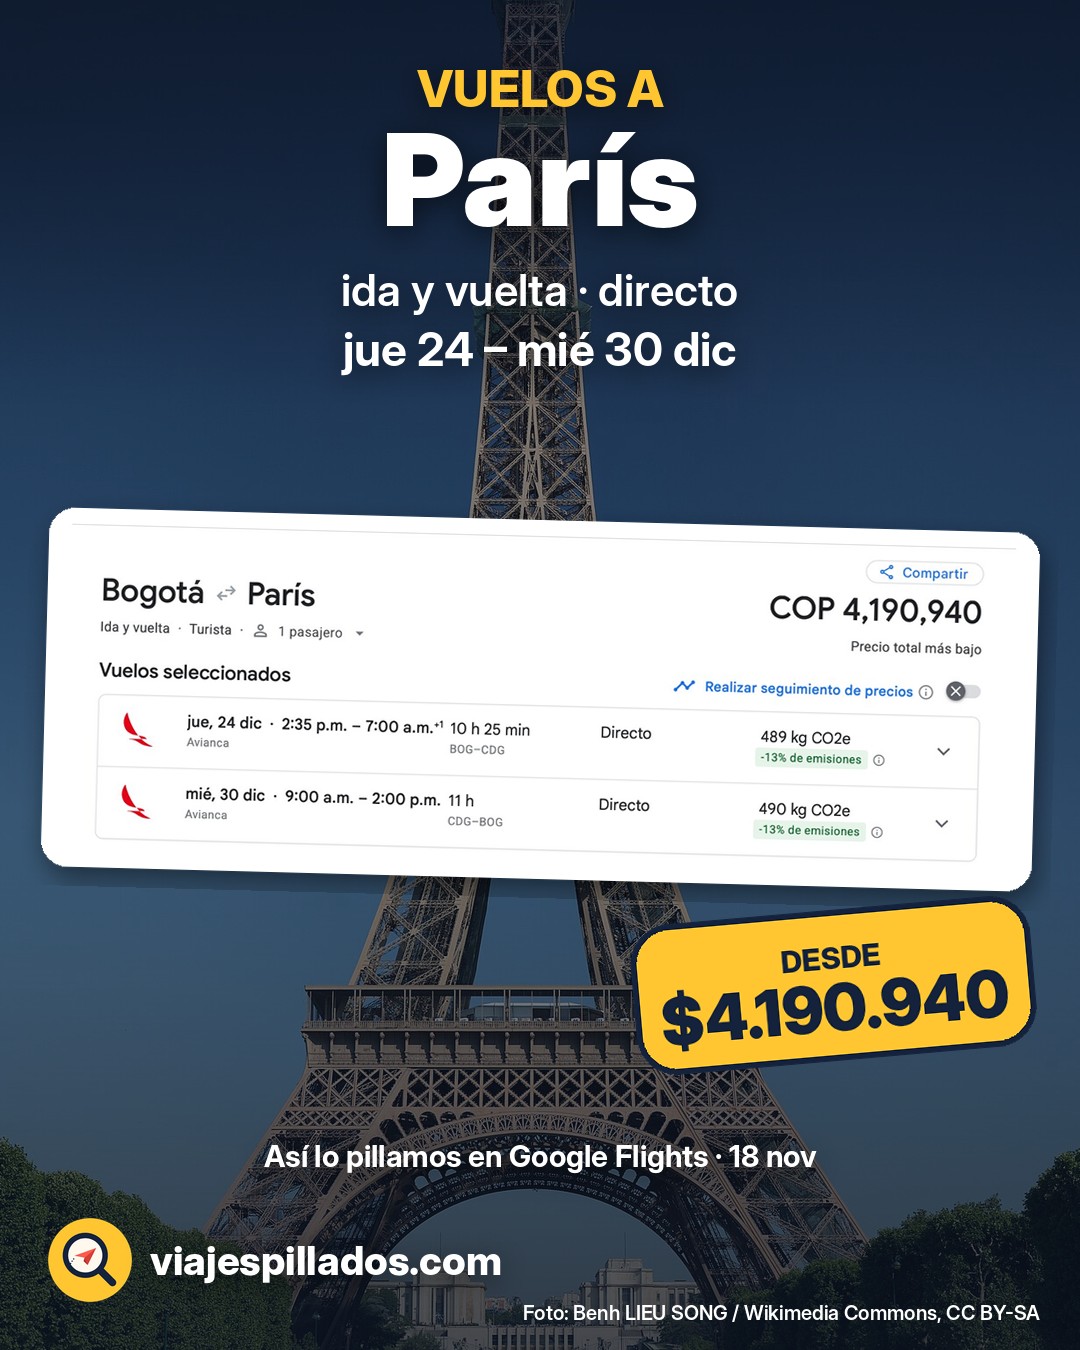 VUELOS A
París
ida y vuelta · directo
jue 24 – mié 30 dic
Compartir
Bogotá ⇄ París
COP 4,190,940
Ida y vuelta · Turista · 1 pasajero
Precio total más bajo
Vuelos seleccionados
Realizar seguimiento de precios
jue, 24 dic · 2:35 p.m. – 7:00 a.m.+1 10 h 25 min Directo 489 kg CO2e
Avianca BOG–CDG -13% de emisiones
mié, 30 dic · 9:00 a.m. – 2:00 p.m. 11 h Directo 490 kg CO2e
Avianca CDG–BOG -13% de emisiones
DESDE
$4.190.940
Así lo pillamos en Google Flights · 18 nov
viajespillados.com
Foto: Benh LIEU SONG / Wikimedia Commons, CC BY-SA